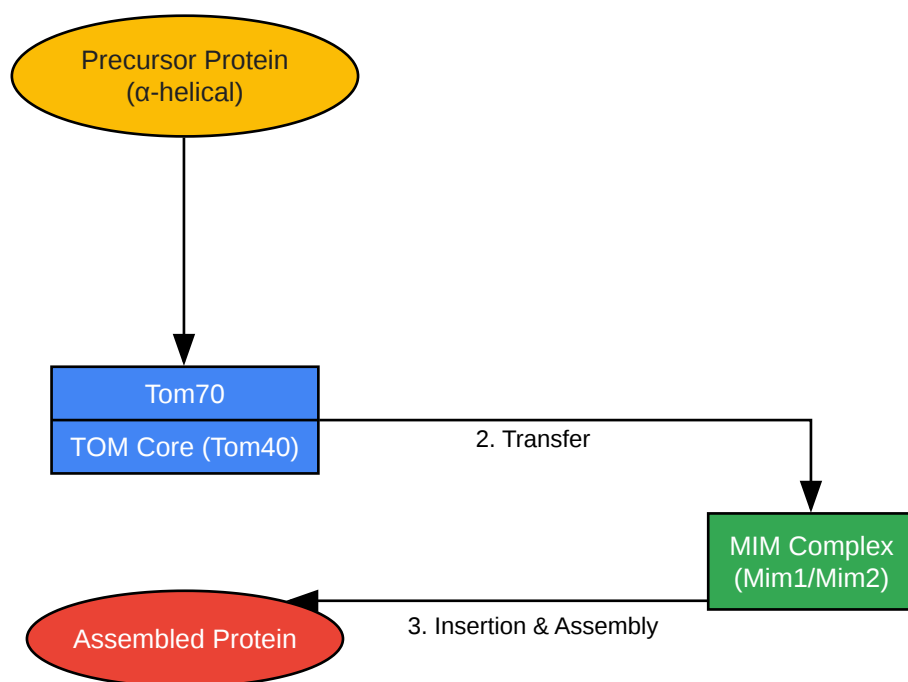 Precursor Protein
(α-helical)
Tom70
TOM Core (Tom40)
2. Transfer
MIM Complex
(Mim1/Mim2)
3. Insertion & Assembly
Assembled Protein